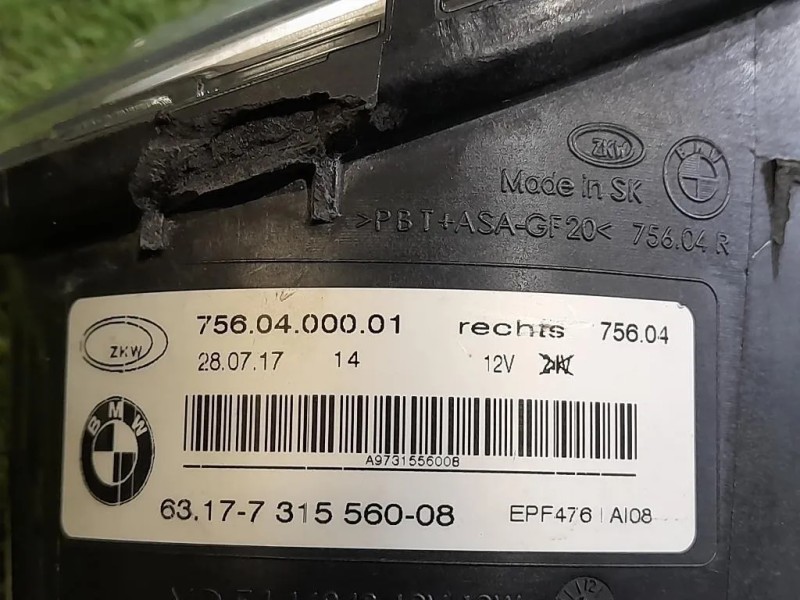 ZKW
BMW
Made in SK
>PBT+ASA-GF20< 756.04 R
756.04.000.01 rechts 756.04
ZKW
28.07.17 14 12V
BMW
A9731556008
63.17-7 315 560-08 EPF476 AI08